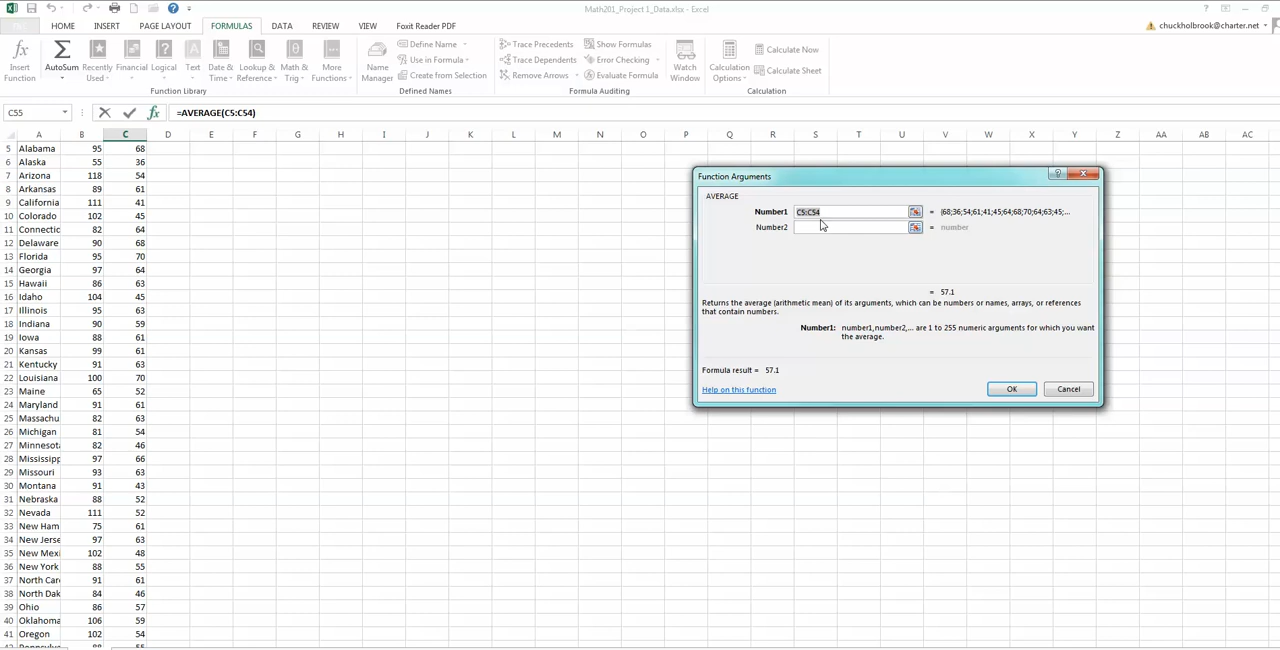 Math201_Project 1_Data.xlsx - Excel
HOME INSERT PAGE LAYOUT FORMULAS DATA REVIEW VIEW Foxit Reader PDF
chuckholbrook@charter.net
Insert Function
AutoSum
Recently Used
Financial
Logical
Text
Date & Time
Lookup & Reference
Math & Trig
More Functions
Function Library
Name Manager
Define Name
Use in Formula
Create from Selection
Defined Names
Trace Precedents
Trace Dependents
Remove Arrows
Show Formulas
Error Checking
Evaluate Formula
Formula Auditing
Watch Window
Calculation Options
Calculate Now
Calculate Sheet
Calculation
C55 fx =AVERAGE(C5:C54)
A B C D E F G H I J K L M N O P Q R S T U V W X Y Z AA AB AC
5 Alabama 95 68
6 Alaska 55 36
7 Arizona 118 54
8 Arkansas 89 61
9 California 111 41
10 Colorado 102 45
11 Connectic 82 64
12 Delaware 90 68
13 Florida 95 70
14 Georgia 97 64
15 Hawaii 86 63
16 Idaho 104 45
17 Illinois 95 63
18 Indiana 90 59
19 Iowa 88 61
20 Kansas 99 61
21 Kentucky 91 63
22 Louisiana 100 70
23 Maine 65 52
24 Maryland 91 61
25 Massachu 82 63
26 Michigan 81 54
27 Minnesota 82 46
28 Mississipp 97 66
29 Missouri 93 63
30 Montana 91 43
31 Nebraska 88 52
32 Nevada 111 52
33 New Ham 75 61
34 New Jerse 97 63
35 New Mexi 102 48
36 New York 88 55
37 North Car 91 61
38 North Dak 84 46
39 Ohio 86 57
40 Oklahoma 106 59
41 Oregon 102 54
Function Arguments
AVERAGE
Number1 C5:C54 = {68;36;54;61;41;45;64;68;70;64;63;45;...
Number2 = number
= 57.1
Returns the average (arithmetic mean) of its arguments, which can be numbers or names, arrays, or references
that contain numbers.
Number1: number1,number2,... are 1 to 255 numeric arguments for which you want
the average.
Formula result = 57.1
Help on this function
OK Cancel